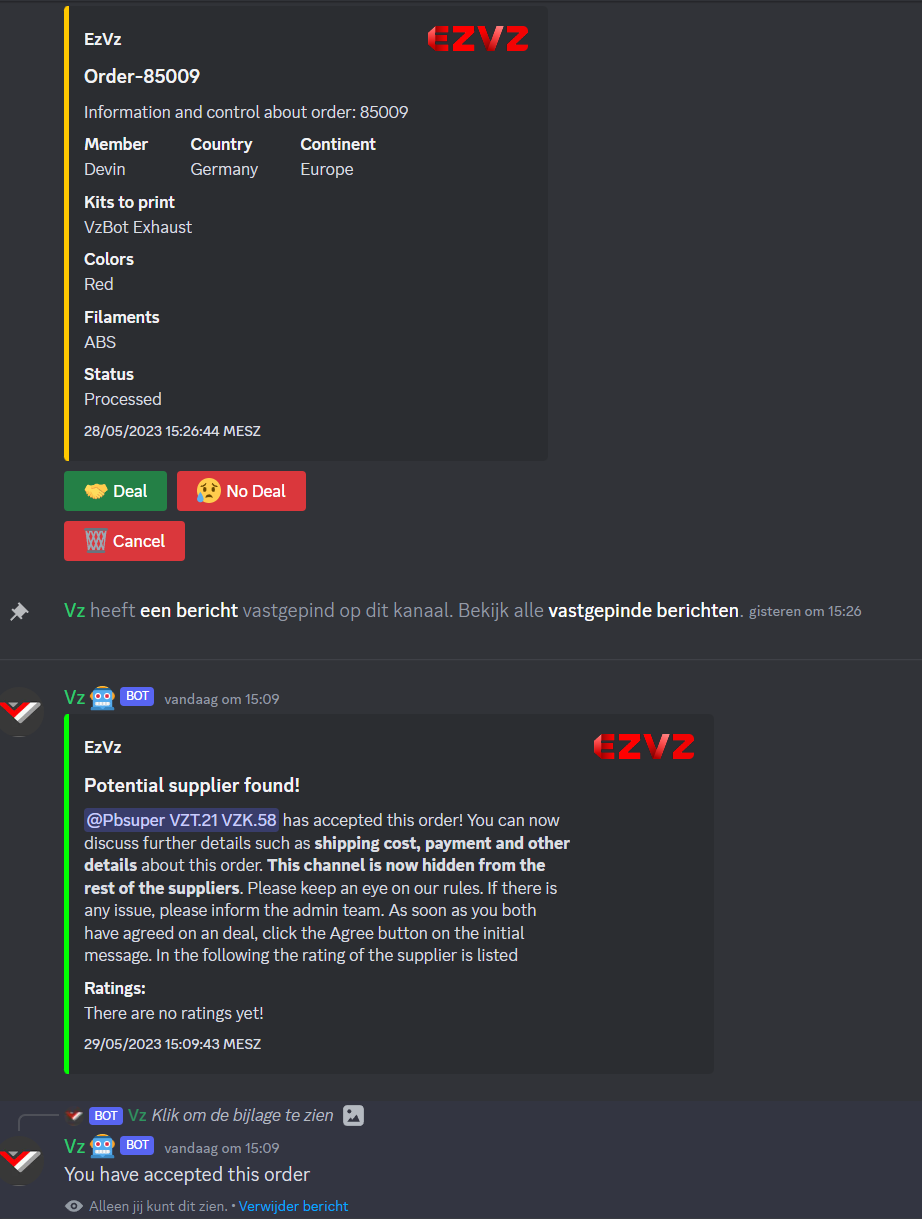 EzVz
EZVZ
Order-85009
Information and control about order: 85009
Member Country Continent
Devin Germany Europe
Kits to print
VzBot Exhaust
Colors
Red
Filaments
ABS
Status
Processed
28/05/2023 15:26:44 MESZ
Deal No Deal
Cancel
Vz heeft een bericht vastgepind op dit kanaal. Bekijk alle vastgepinde berichten. gisteren om 15:26
Vz BOT vandaag om 15:09
EzVz
EZVZ
Potential supplier found!
@Pbsuper VZT.21 VZK.58 has accepted this order! You can now
discuss further details such as shipping cost, payment and other
details about this order. This channel is now hidden from the
rest of the suppliers. Please keep an eye on our rules. If there is
any issue, please inform the admin team. As soon as you both
have agreed on an deal, click the Agree button on the initial
message. In the following the rating of the supplier is listed
Ratings:
There are no ratings yet!
29/05/2023 15:09:43 MESZ
BOT Vz Klik om de bijlage te zien
Vz BOT vandaag om 15:09
You have accepted this order
Alleen jij kunt dit zien. • Verwijder bericht